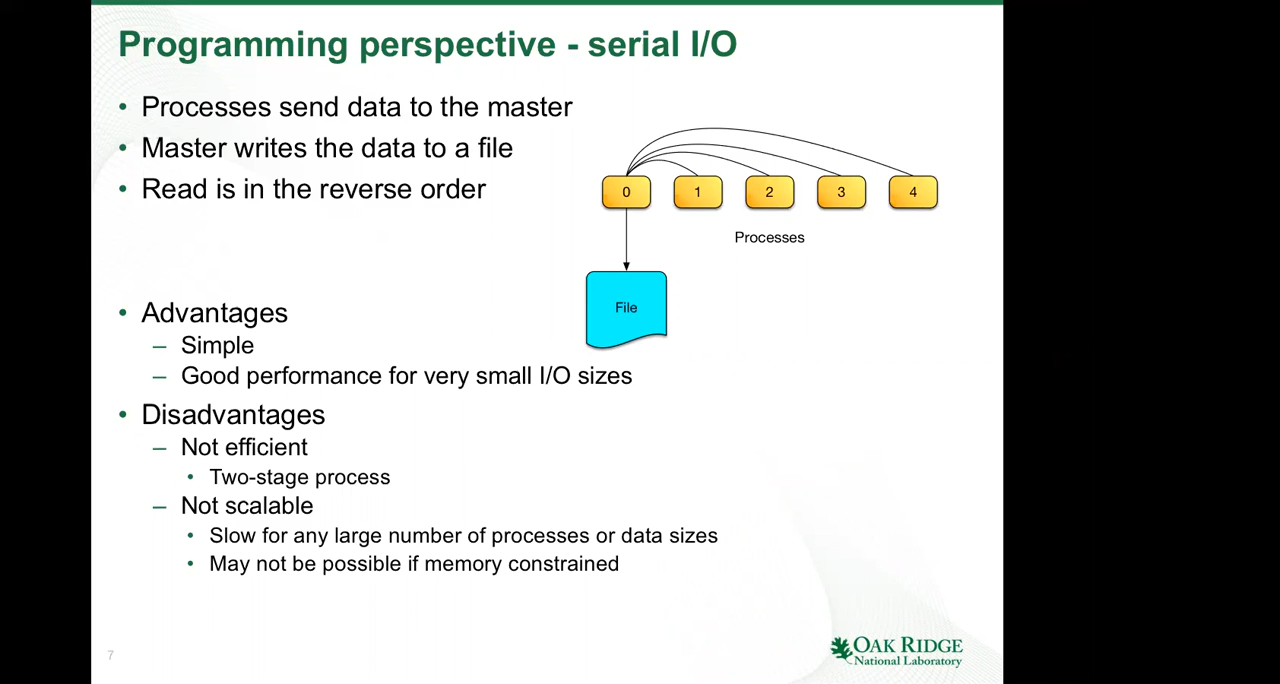 Programming perspective - serial I/O
• Processes send data to the master
• Master writes the data to a file
• Read is in the reverse order
0 1 2 3 4
Processes
File
• Advantages
– Simple
– Good performance for very small I/O sizes
• Disadvantages
– Not efficient
• Two-stage process
– Not scalable
• Slow for any large number of processes or data sizes
• May not be possible if memory constrained
7
OAK RIDGE
National Laboratory